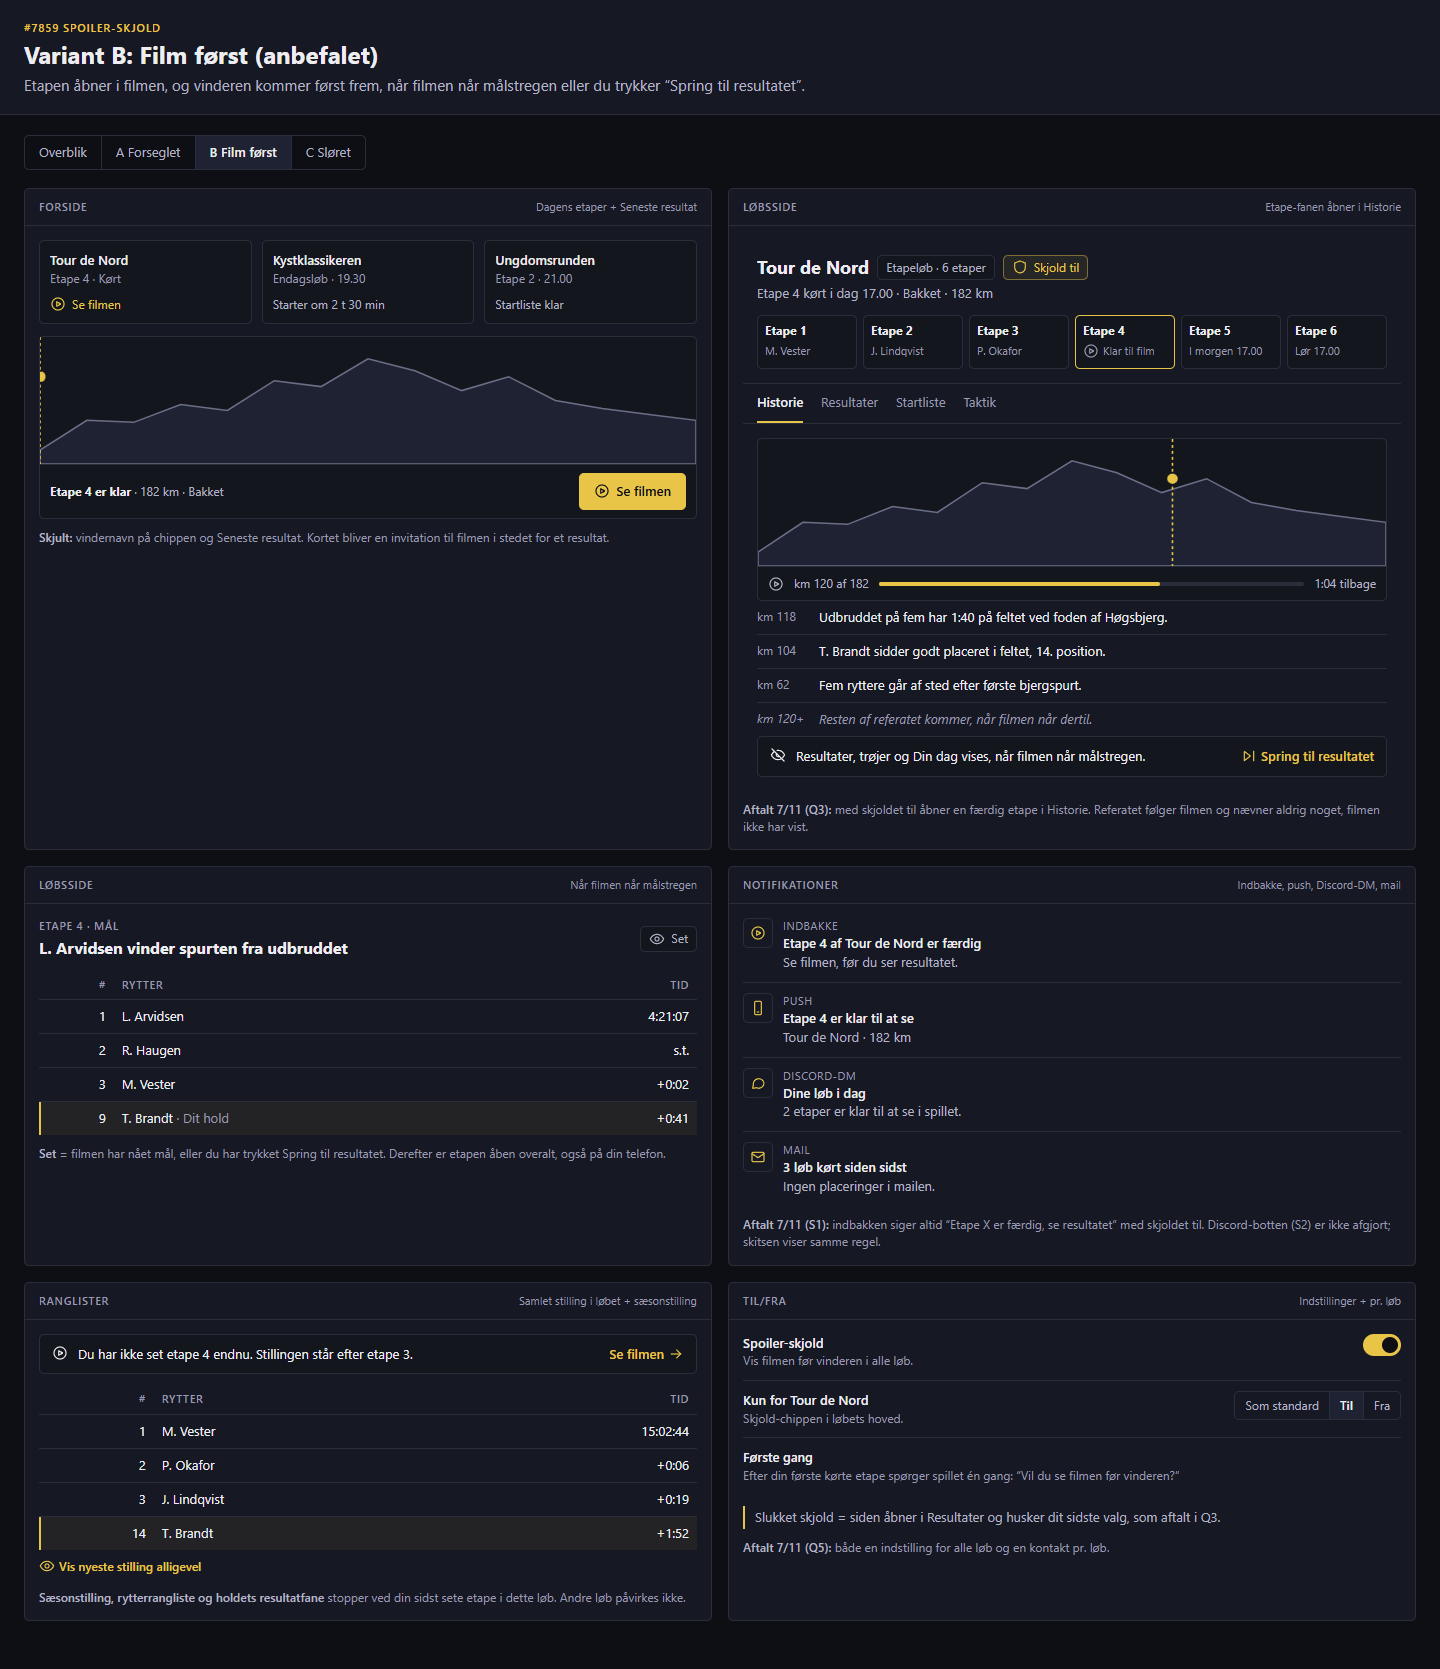 #7859 SPOILER-SKJOLD
Variant B: Film først (anbefalet)
Etapen åbner i filmen, og vinderen kommer først frem, når filmen når målstregen eller du trykker “Spring til resultatet”.
Overblik
A Forseglet
B Film først
C Sløret
FORSIDE
Dagens etaper + Seneste resultat
Tour de Nord
Etape 4 · Kørt
Se filmen
Kystklassikeren
Endagsløb · 19.30
Starter om 2 t 30 min
Ungdomsrunden
Etape 2 · 21.00
Startliste klar
Etape 4 er klar · 182 km · Bakket
Se filmen
Skjult: vindernavn på chippen og Seneste resultat. Kortet bliver en invitation til filmen i stedet for et resultat.
LØBSSIDE
Etape-fanen åbner i Historie
Tour de Nord
Etapeløb · 6 etaper
Skjold til
Etape 4 kørt i dag 17.00 · Bakket · 182 km
Etape 1
M. Vester
Etape 2
J. Lindqvist
Etape 3
P. Okafor
Etape 4
Klar til film
Etape 5
I morgen 17.00
Etape 6
Lør 17.00
Historie
Resultater
Startliste
Taktik
km 120 af 182
1:04 tilbage
km 118 Udbruddet på fem har 1:40 på feltet ved foden af Høgsbjerg.
km 104 T. Brandt sidder godt placeret i feltet, 14. position.
km 62 Fem ryttere går af sted efter første bjergspurt.
km 120+ Resten af referatet kommer, når filmen når dertil.
Resultater, trøjer og Din dag vises, når filmen når målstregen.
Spring til resultatet
Aftalt 7/11 (Q3): med skjoldet til åbner en færdig etape i Historie. Referatet følger filmen og nævner aldrig noget, filmen
ikke har vist.
LØBSSIDE
Når filmen når målstregen
ETAPE 4 · MÅL
L. Arvidsen vinder spurten fra udbruddet
Set
# RYTTER TID
1 L. Arvidsen 4:21:07
2 R. Haugen s.t.
3 M. Vester +0:02
9 T. Brandt · Dit hold +0:41
Set = filmen har nået mål, eller du har trykket Spring til resultatet. Derefter er etapen åben overalt, også på din telefon.
NOTIFIKATIONER
Indbakke, push, Discord-DM, mail
INDBAKKE
Etape 4 af Tour de Nord er færdig
Se filmen, før du ser resultatet.
PUSH
Etape 4 er klar til at se
Tour de Nord · 182 km
DISCORD-DM
Dine løb i dag
2 etaper er klar til at se i spillet.
MAIL
3 løb kørt siden sidst
Ingen placeringer i mailen.
Aftalt 7/11 (S1): indbakken siger altid “Etape X er færdig, se resultatet” med skjoldet til. Discord-botten (S2) er ikke afgjort;
skitsen viser samme regel.
RANGLISTER
Samlet stilling i løbet + sæsonstilling
Du har ikke set etape 4 endnu. Stillingen står efter etape 3.
Se filmen →
# RYTTER TID
1 M. Vester 15:02:44
2 P. Okafor +0:06
3 J. Lindqvist +0:19
14 T. Brandt +1:52
Vis nyeste stilling alligevel
Sæsonstilling, rytterrangliste og holdets resultatfane stopper ved din sidst sete etape i dette løb. Andre løb påvirkes ikke.
TIL/FRA
Indstillinger + pr. løb
Spoiler-skjold
Vis filmen før vinderen i alle løb.
Kun for Tour de Nord
Skjold-chippen i løbets hoved.
Som standard
Til
Fra
Første gang
Efter din første kørte etape spørger spillet én gang: “Vil du se filmen før vinderen?”
Slukket skjold = siden åbner i Resultater og husker dit sidste valg, som aftalt i Q3.
Aftalt 7/11 (Q5): både en indstilling for alle løb og en kontakt pr. løb.